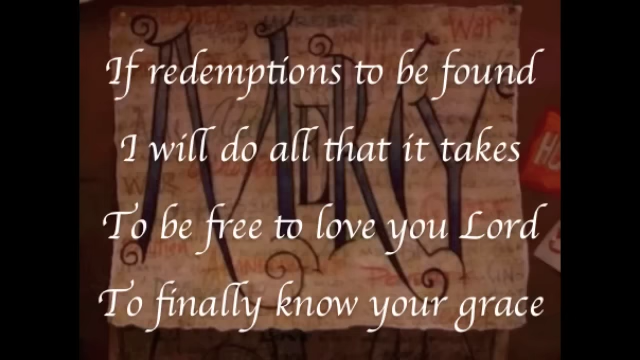 If redemptions to be found
I will do all that it takes
To be free to love you Lord
To finally know your grace
MERCY
War